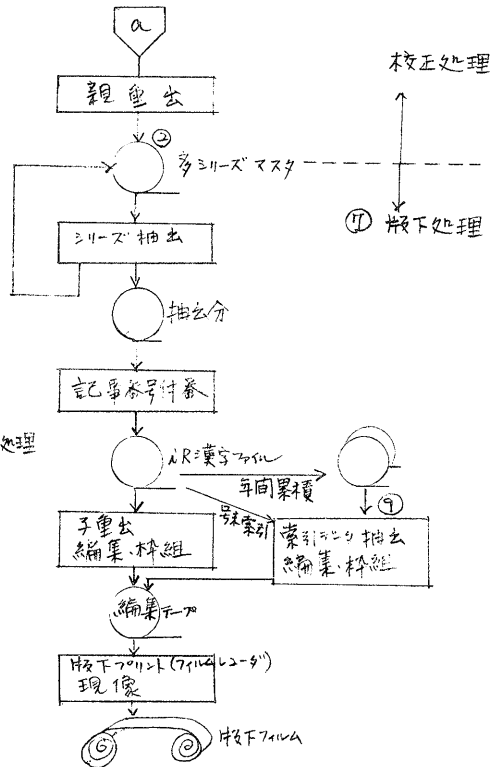 a
校正処理
親重出
②
多シリーズマスタ
⑦ 版下処理
シリーズ抽出
抽出分
記事番号付番
処理
iR漢字ファイル
年間累積
号末索引
⑨
子重出
編集・枠組
索引データ抽出
編集・枠組
編集テープ
版下プリント(フィルムレコーダ)
現像
版下フィルム